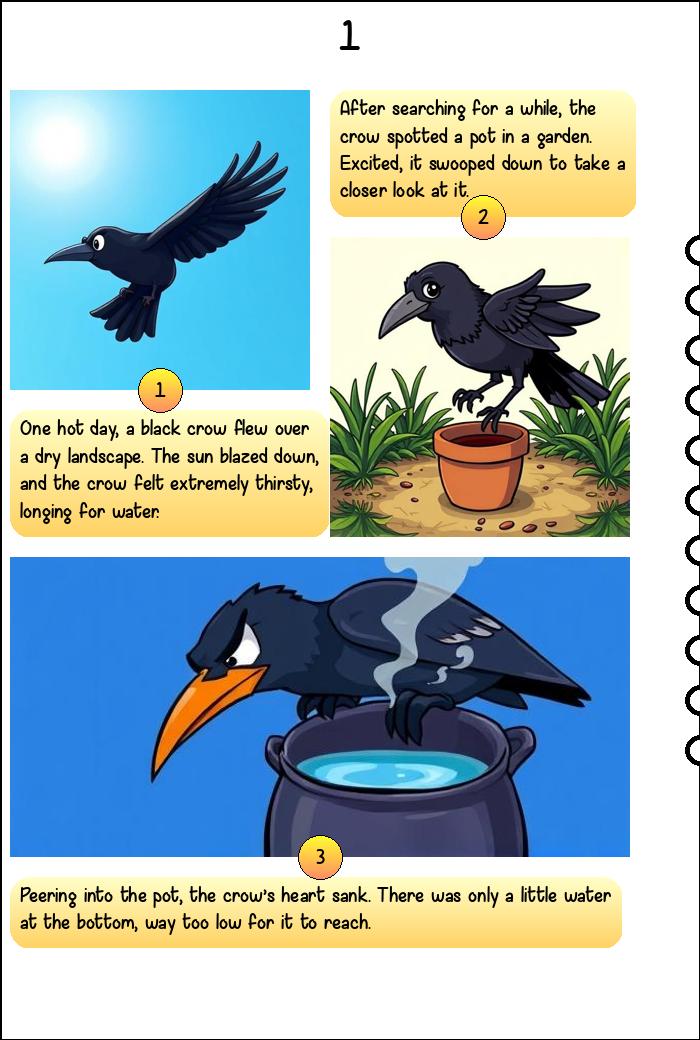 1
One hot day, a black crow flew over
a dry landscape. The sun blazed down,
and the crow felt extremely thirsty,
longing for water.
1
After searching for a while, the
crow spotted a pot in a garden.
Excited, it swooped down to take a
closer look at it.
2
3
Peering into the pot, the crow's heart sank. There was only a little water
at the bottom, way too low for it to reach.